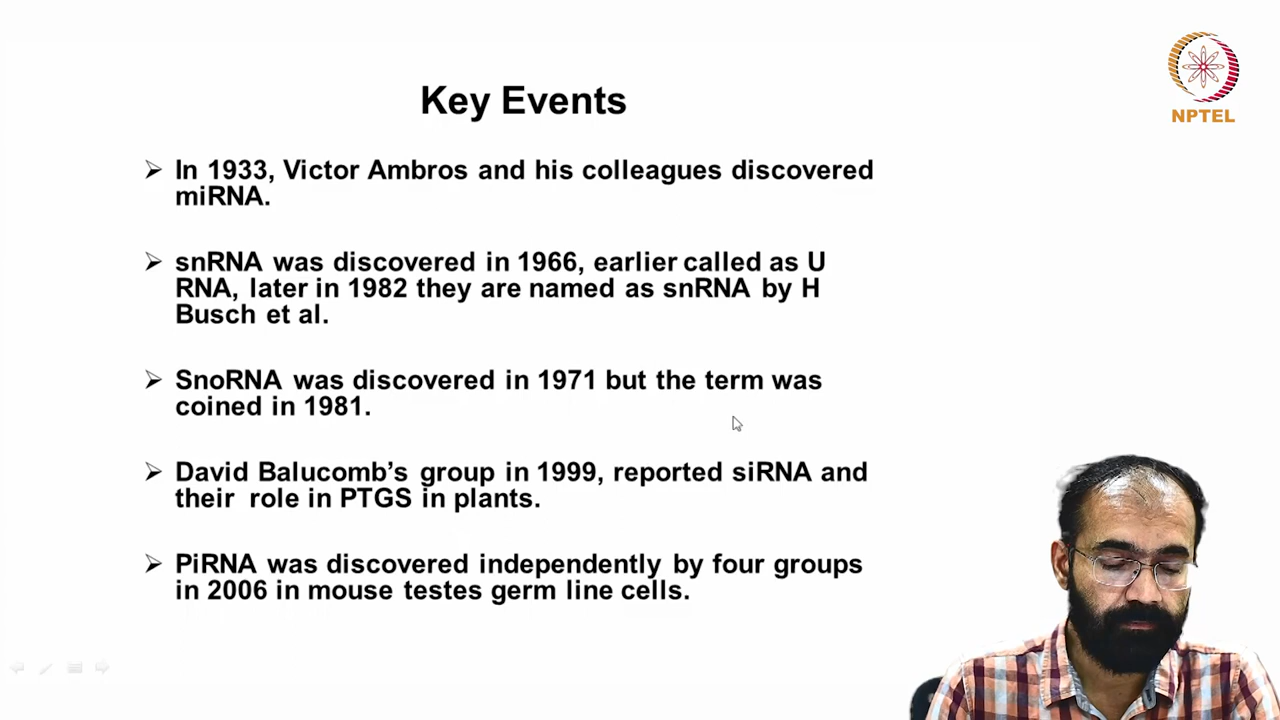 NPTEL
Key Events
In 1933, Victor Ambros and his colleagues discovered
miRNA.
snRNA was discovered in 1966, earlier called as U
RNA, later in 1982 they are named as snRNA by H
Busch et al.
SnoRNA was discovered in 1971 but the term was
coined in 1981.
David Balucomb’s group in 1999, reported siRNA and
their role in PTGS in plants.
PiRNA was discovered independently by four groups
in 2006 in mouse testes germ line cells.